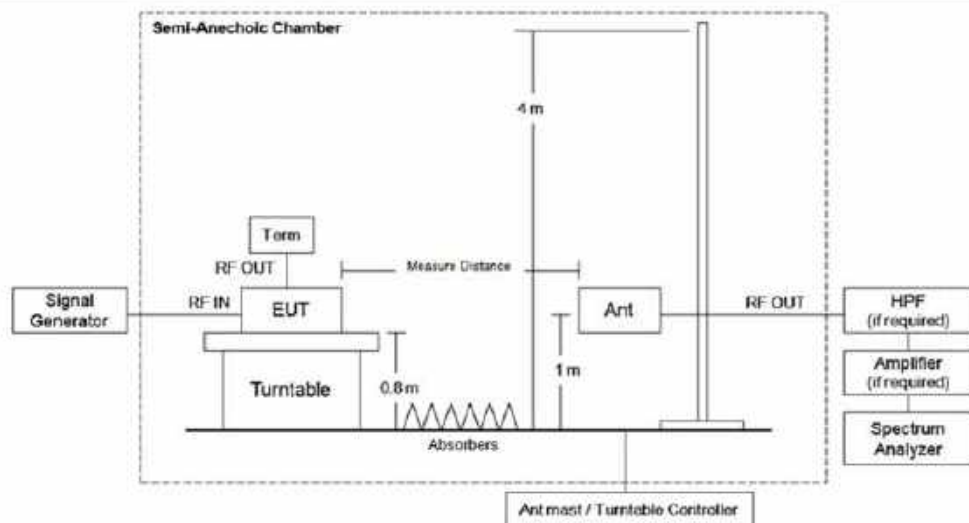 Semi-Anechoic Chamber
4 m
Term
RF OUT
Measure Distance
Signal
Generator
RF IN
EUT
Ant
RF OUT
HPF
(if required)
Turntable
0.8 m
1 m
Amplifier
(if required)
Absorbers
Spectrum
Analyzer
Ant mast / Turntable Controller